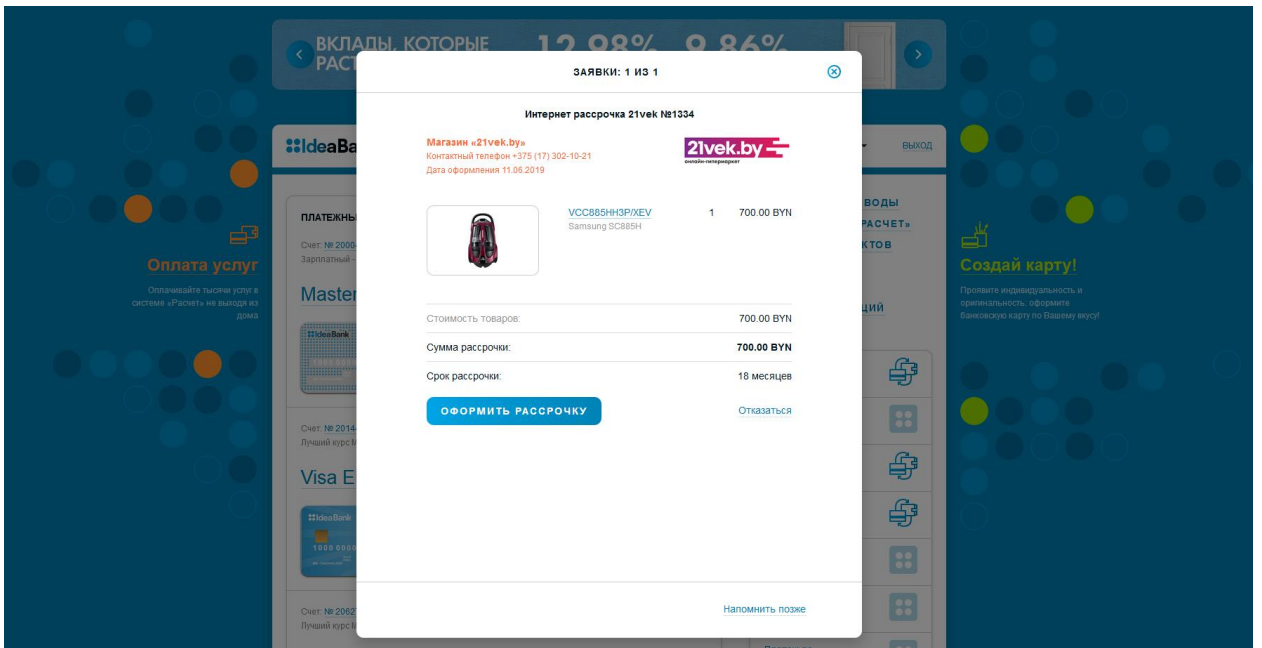 ВКЛАДЫ, КОТОРЫЕ
12.98% 9.86%
ЗАЯВКИ: 1 ИЗ 1
Интернет рассрочка 21vek №1334
Магазин «21vek.by»
Контактный телефон +375 (17) 302-10-21
Дата оформления 11.06.2019
21vek.by
онлайн-гипермаркет
VCC885HH3P/XEV 1 700.00 BYN
Samsung SC885H
Стоимость товаров: 700.00 BYN
Сумма рассрочки: 700.00 BYN
Срок рассрочки: 18 месяцев
ОФОРМИТЬ РАССРОЧКУ Отказаться
Напомнить позже
IdeaBa
ВЫХОД
ПЛАТЕЖНЫ
Счет: № 2000-
Зарплатный -
Master
IdeaBank
Счет: № 2014-
Лучший курс M
Visa E
IdeaBank
1000 0000
Счет: № 2062
Лучший курс M
Оплата услуг
Оплачивайте тысячи услуг в
системе «Расчет» не выходя из
дома
ВОДЫ
РАСЧЕТ»
КТОВ
ЦИЙ
Создай карту!
Проявите индивидуальность и
оригинальность: оформите
банковскую карту по Вашему вкусу!